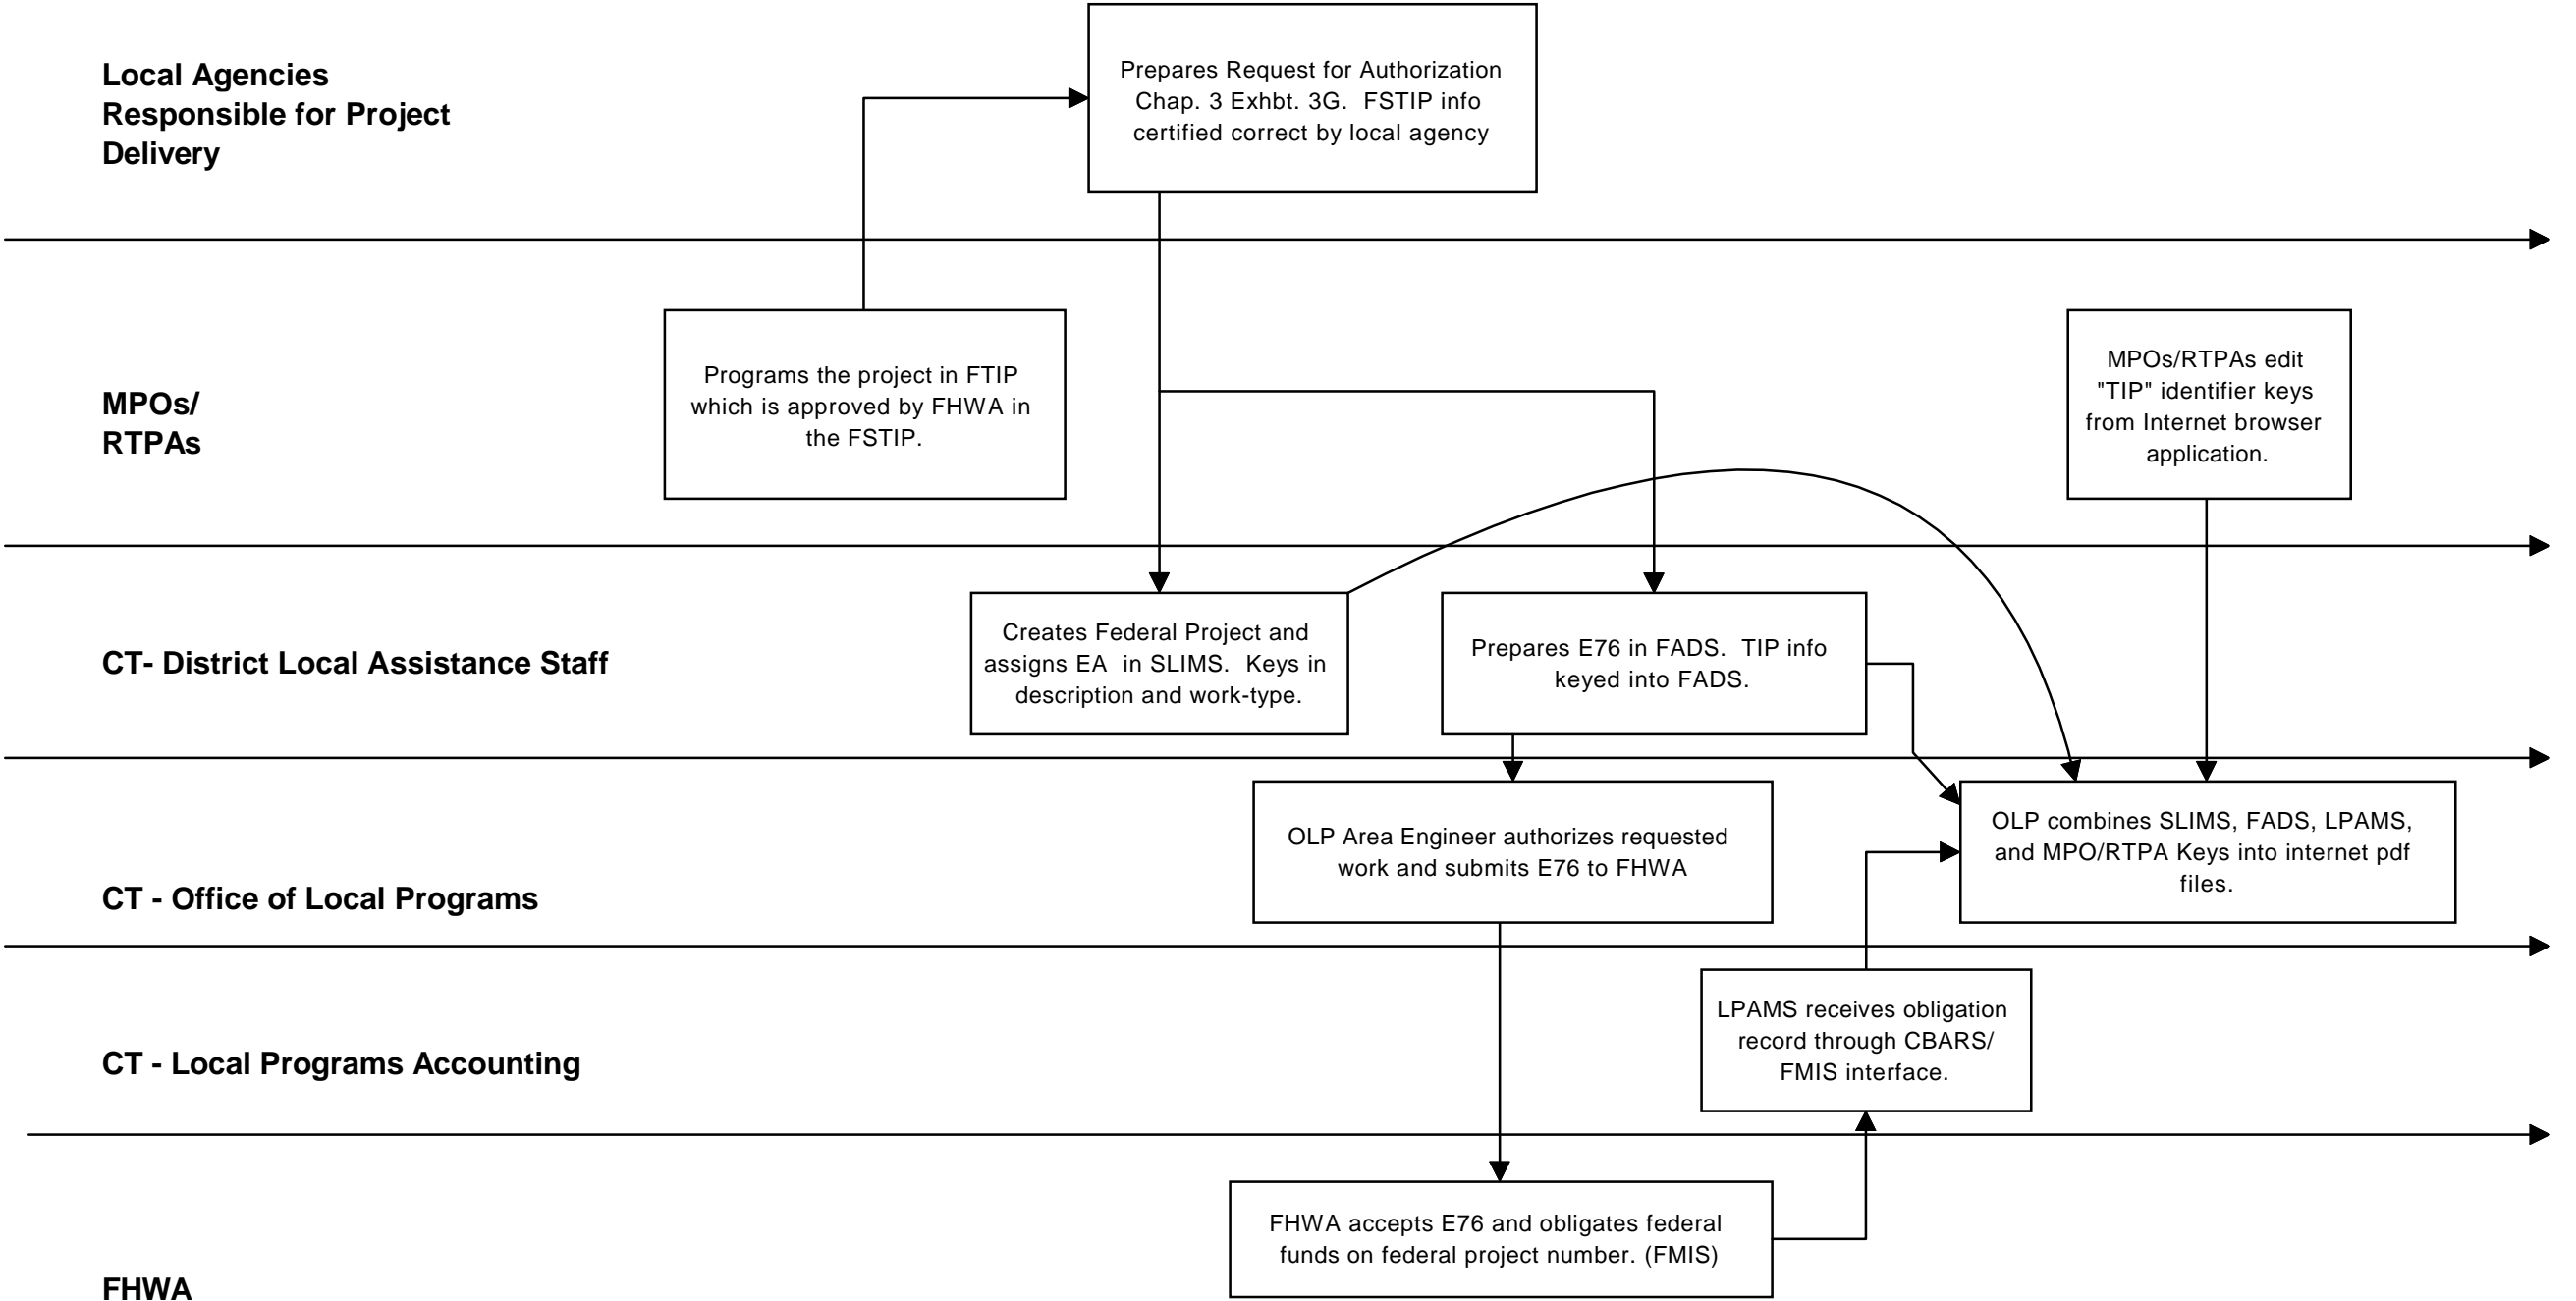 Local Agencies
Responsible for Project
Delivery
Prepares Request for Authorization
Chap. 3 Exhbt. 3G.  FSTIP info
certified correct by local agency
MPOs/
RTPAs
Programs the project in FTIP
which is approved by FHWA in
the FSTIP.
MPOs/RTPAs edit
"TIP" identifier keys
from Internet browser
application.
CT- District Local Assistance Staff
Creates Federal Project and
assigns EA  in SLIMS.  Keys in
description and work-type.
Prepares E76 in FADS.  TIP info
keyed into FADS.
CT - Office of Local Programs
OLP Area Engineer authorizes requested
work and submits E76 to FHWA
OLP combines SLIMS, FADS, LPAMS,
and MPO/RTPA Keys into internet pdf
files.
CT - Local Programs Accounting
LPAMS receives obligation
record through CBARS/
FMIS interface.
FHWA
FHWA accepts E76 and obligates federal
funds on federal project number. (FMIS)